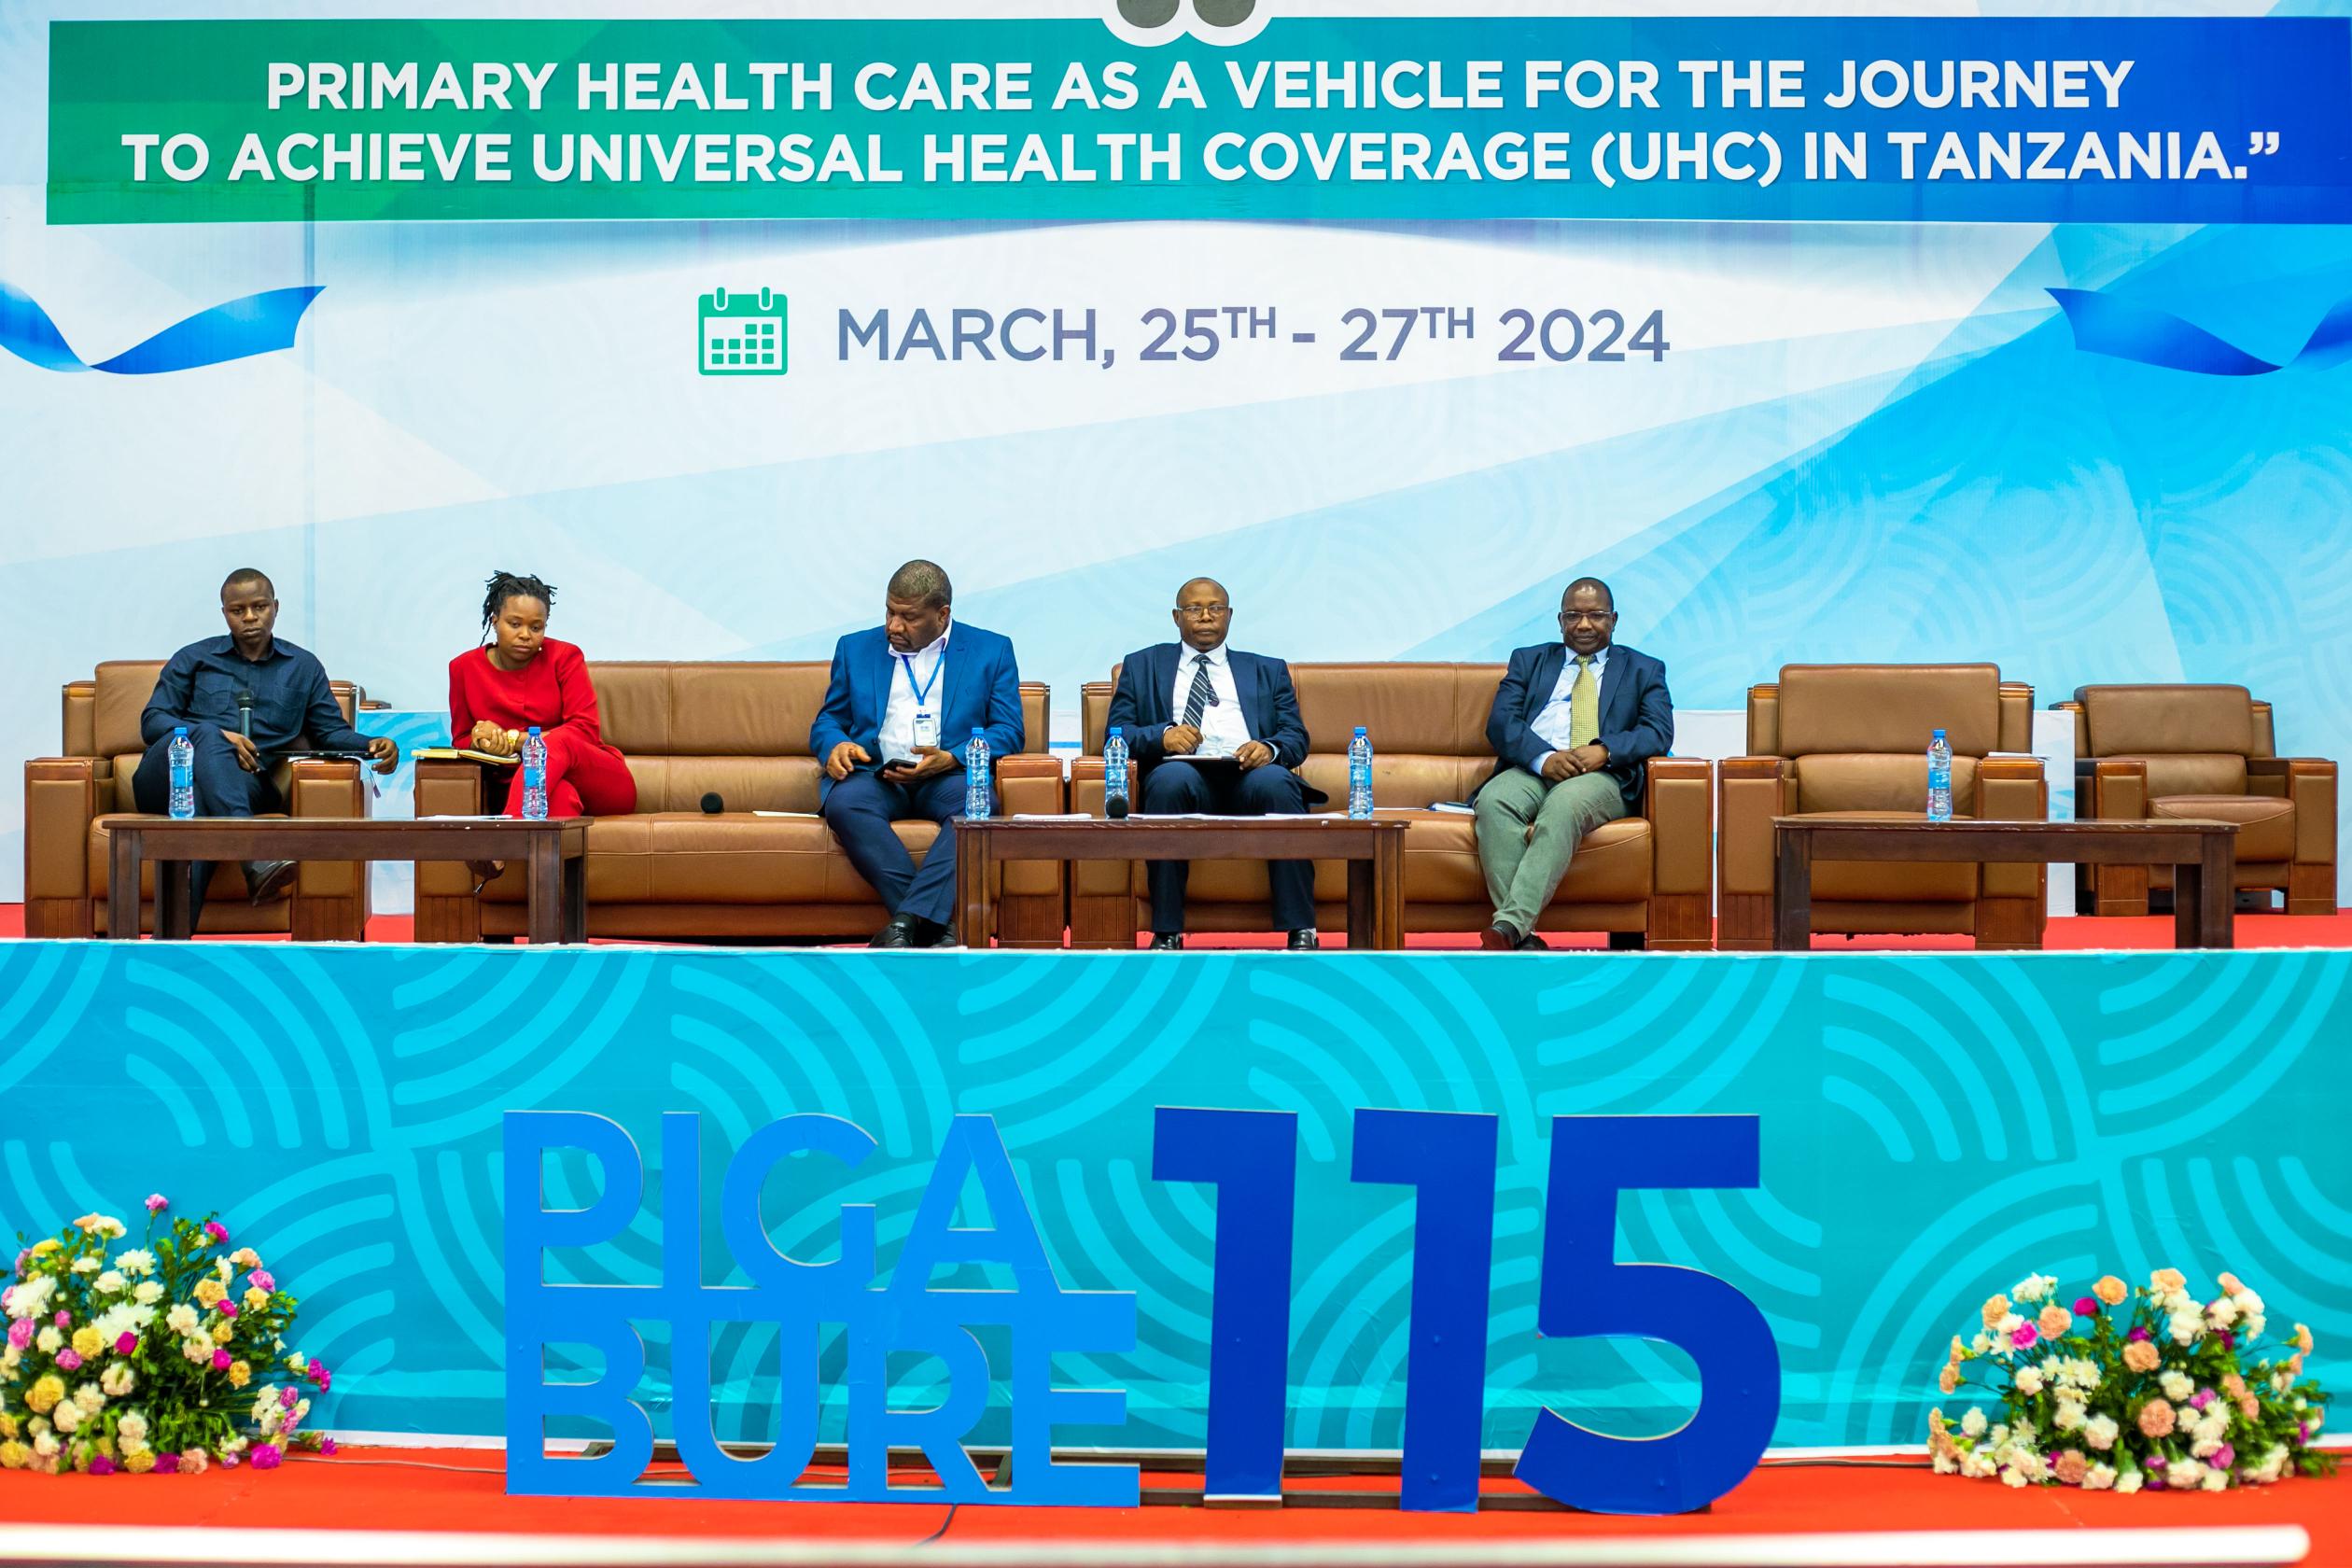 PRIMARY HEALTH CARE AS A VEHICLE FOR THE JOURNEY
TO ACHIEVE UNIVERSAL HEALTH COVERAGE (UHC) IN TANZANIA.”
MARCH, 25TH - 27TH 2024
PIGA
BURE
115